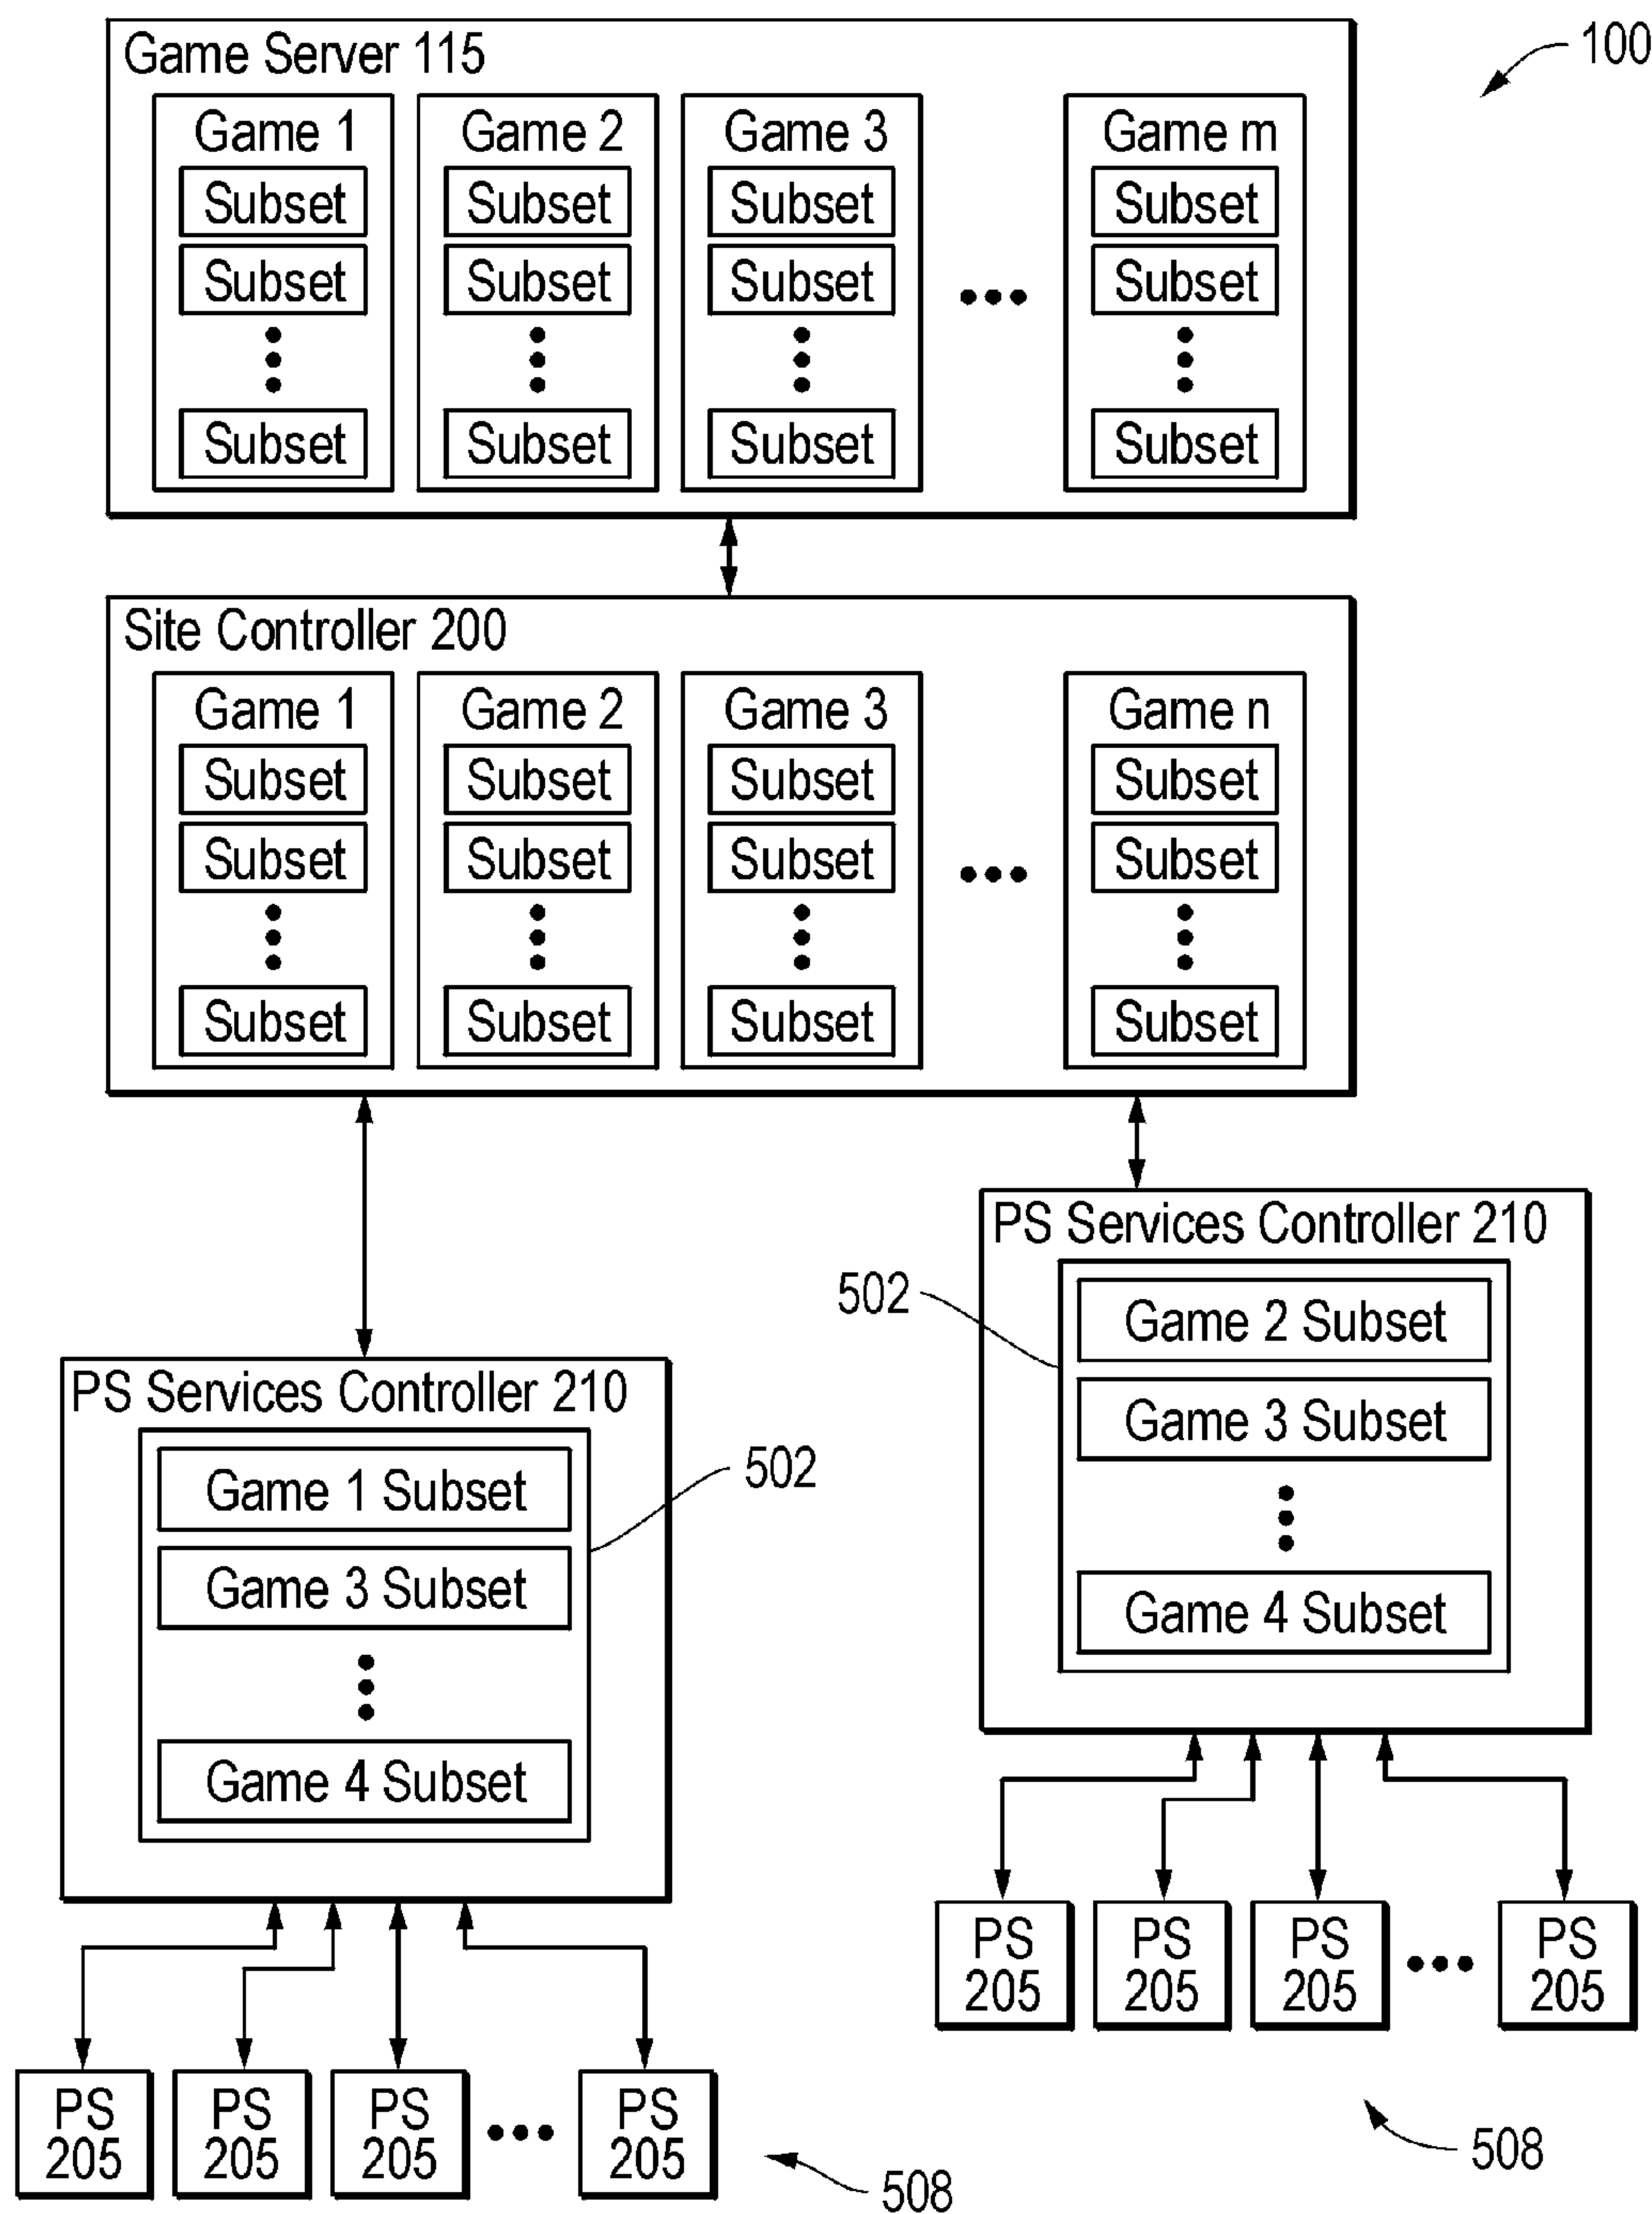 Game Server 115
100
Game 1
Subset
Subset
Subset
Game 2
Subset
Subset
Subset
Game 3
Subset
Subset
Subset
Game m
Subset
Subset
Subset
Site Controller 200
Game 1
Subset
Subset
Subset
Game 2
Subset
Subset
Subset
Game 3
Subset
Subset
Subset
Game n
Subset
Subset
Subset
PS Services Controller 210
502
Game 1 Subset
Game 3 Subset
Game 4 Subset
PS
205
PS
205
PS
205
PS
205
508
PS Services Controller 210
502
Game 2 Subset
Game 3 Subset
Game 4 Subset
PS
205
PS
205
PS
205
PS
205
508